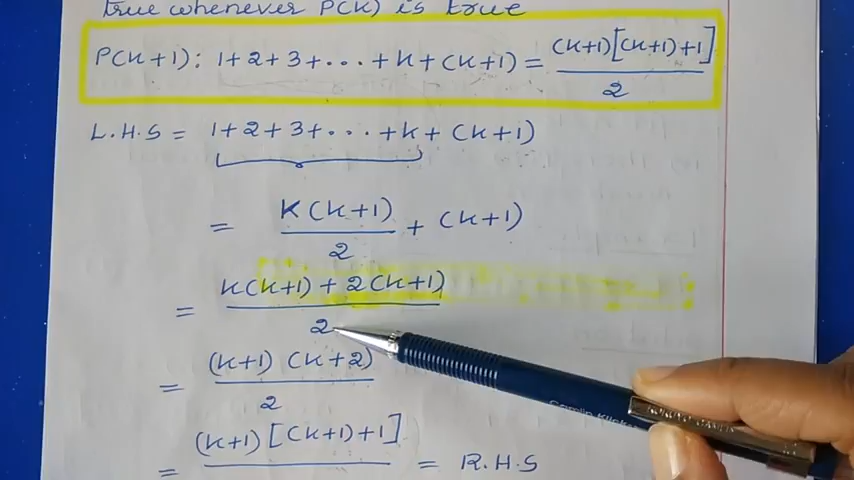 true whenever P(K) is true
P(K+1): 1+2+3+...+K+(K+1) = (K+1)[(K+1)+1] / 2
L.H.S = 1+2+3+...+K+(K+1)
= K(K+1) / 2 + (K+1)
= K(K+1)+2(K+1) / 2
= (K+1)(K+2) / 2
= (K+1)[(K+1)+1] = R.H.S